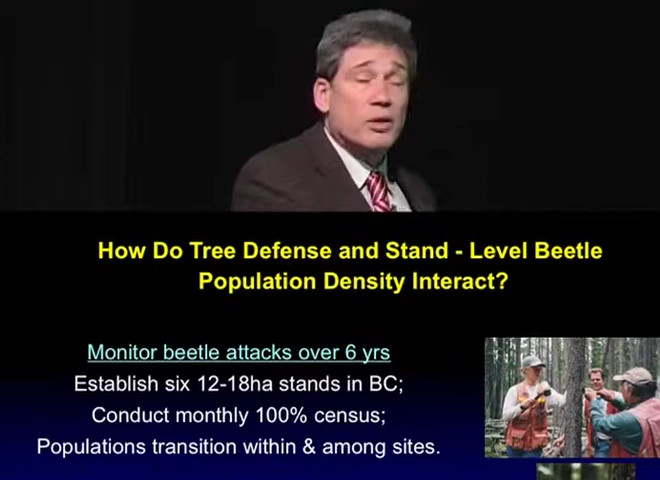 How Do Tree Defense and Stand - Level Beetle
Population Density Interact?
Monitor beetle attacks over 6 yrs
Establish six 12-18ha stands in BC;
Conduct monthly 100% census;
Populations transition within & among sites.